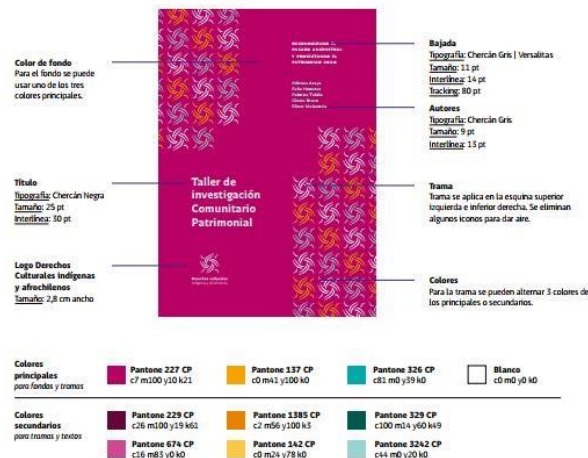 Color de fondo
Para el fondo se puede
usar uno de los tres
colores principales.
Título
Tipografía: Chercán Negra
Tamaño: 25 pt
Interlínea: 30 pt
Logo Derechos
Culturales indígenas y
afrochilenos
Tamaño: 2,8 cm ancho
Y
PATRIMONIO
Taller de
investigación
Comunitario
Patrimonial
Bajada
Tipografía: Chercán Gris | Versalitas
Tamaño: 11 pt
Interlínea: 14 pt
Tracking: 80 pt
Autores
Tipografía: Chercán Gris
Tamaño: 9 pt
Interlínea: 13 pt
Trama
Trama se aplica en la esquina superior
izquierda e inferior derecha. Se eliminan
algunos iconos para dar aire.
Colores
Para la trama se pueden alternar 3 colores de
los principales o secundarios.
Colores
principales
para fondos y tramas
Pantone 227 CP
c7 m100 y10 k21
Pantone 137 CP
c0 m41 y100 k0
Pantone 326 CP
c81 m0 y39 k0
Blanco
c0 m0 y0 k0
Colores
secundarios
para tramas y textos
Pantone 229 CP
c26 m100 y19 k61
Pantone 1385 CP
c2 m56 y100 k3
Pantone 329 CP
c100 m14 y60 k49
Pantone 674 CP
c16 m83 y0 k0
Pantone 142 CP
c0 m24 y78 k0
Pantone 3242 CP
c44 m0 y20 k0